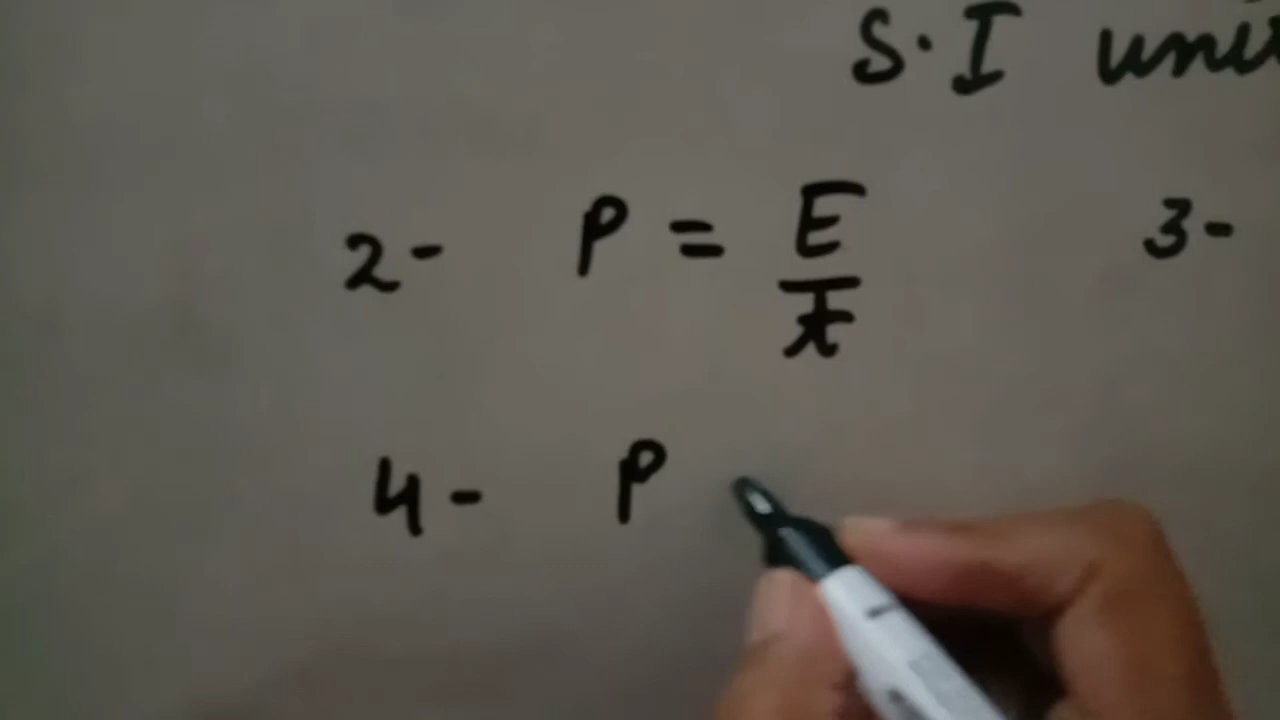 S.I uni
2- P = E/t 3-
4- P